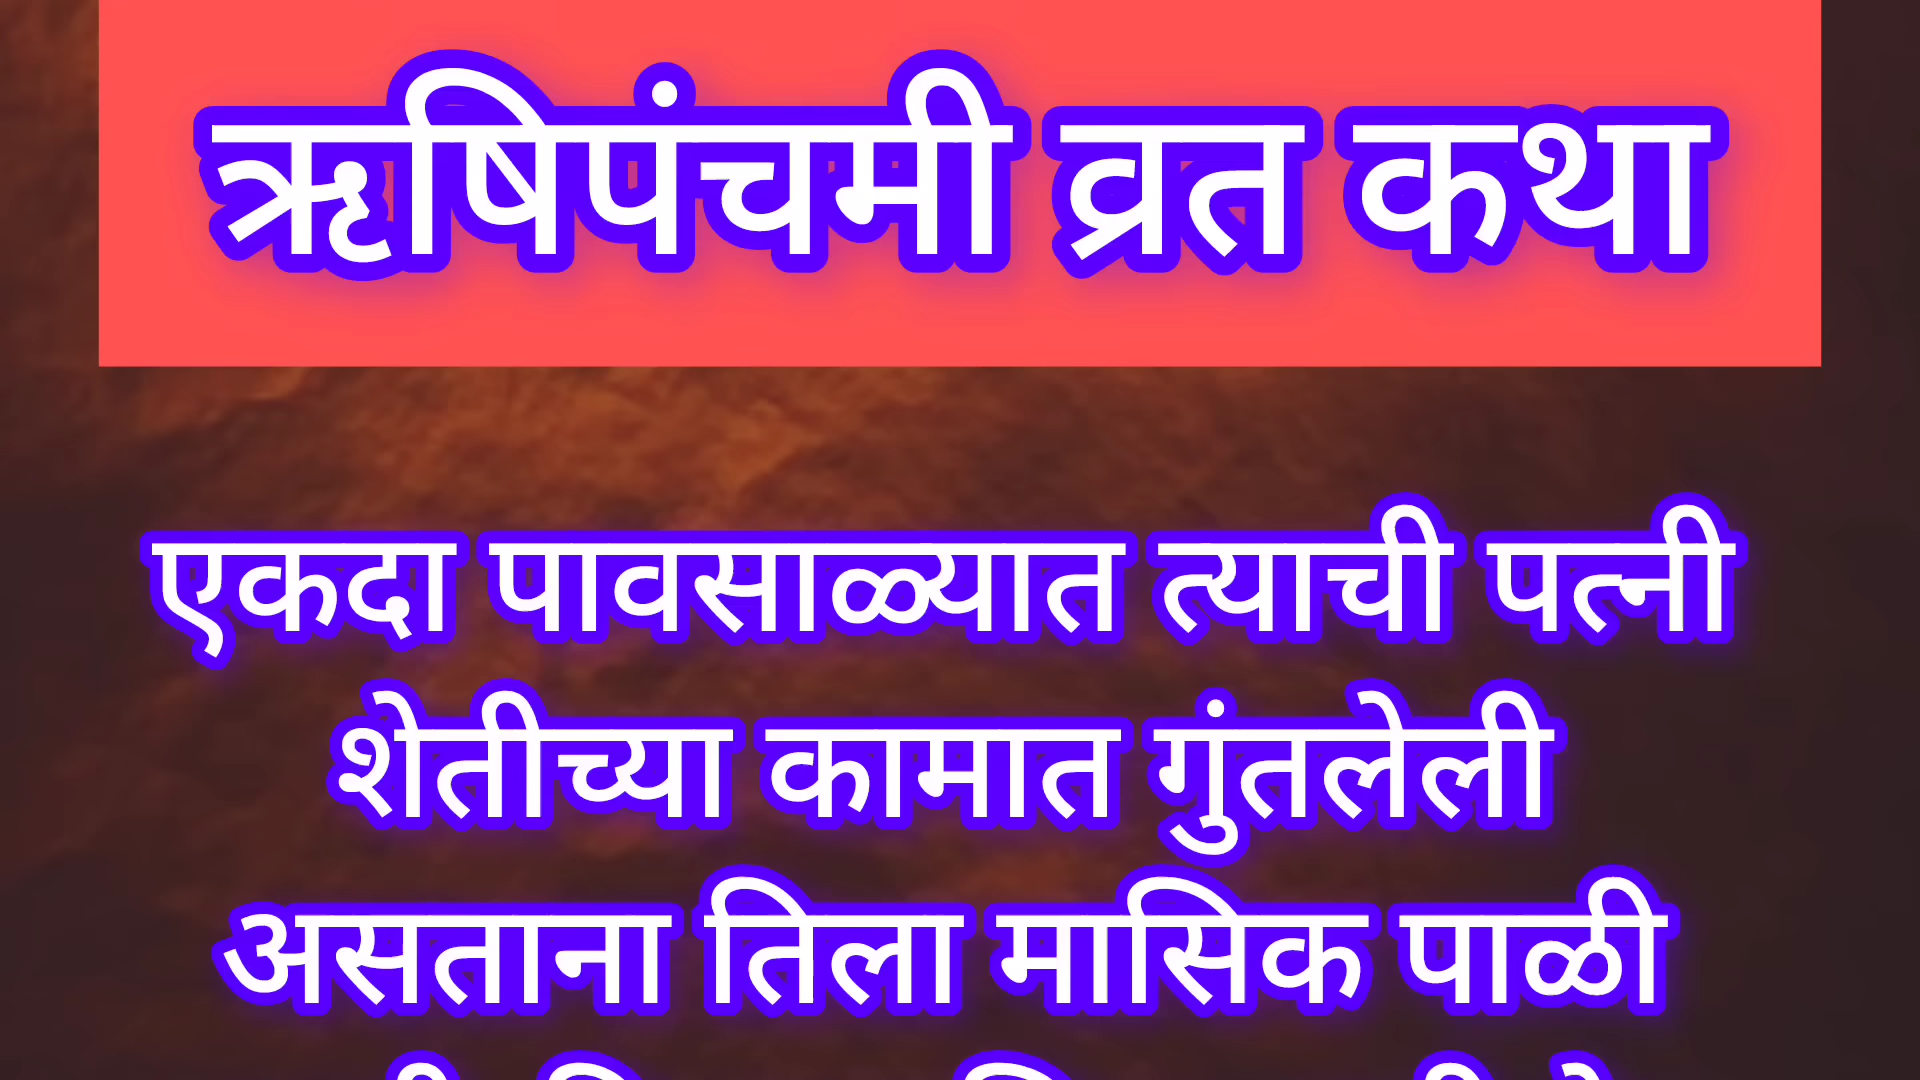 ऋषिपंचमी व्रत कथा
एकदा पावसाळ्यात त्याची पत्नी
शेतीच्या कामात गुंतलेली
असताना तिला मासिक पाळी